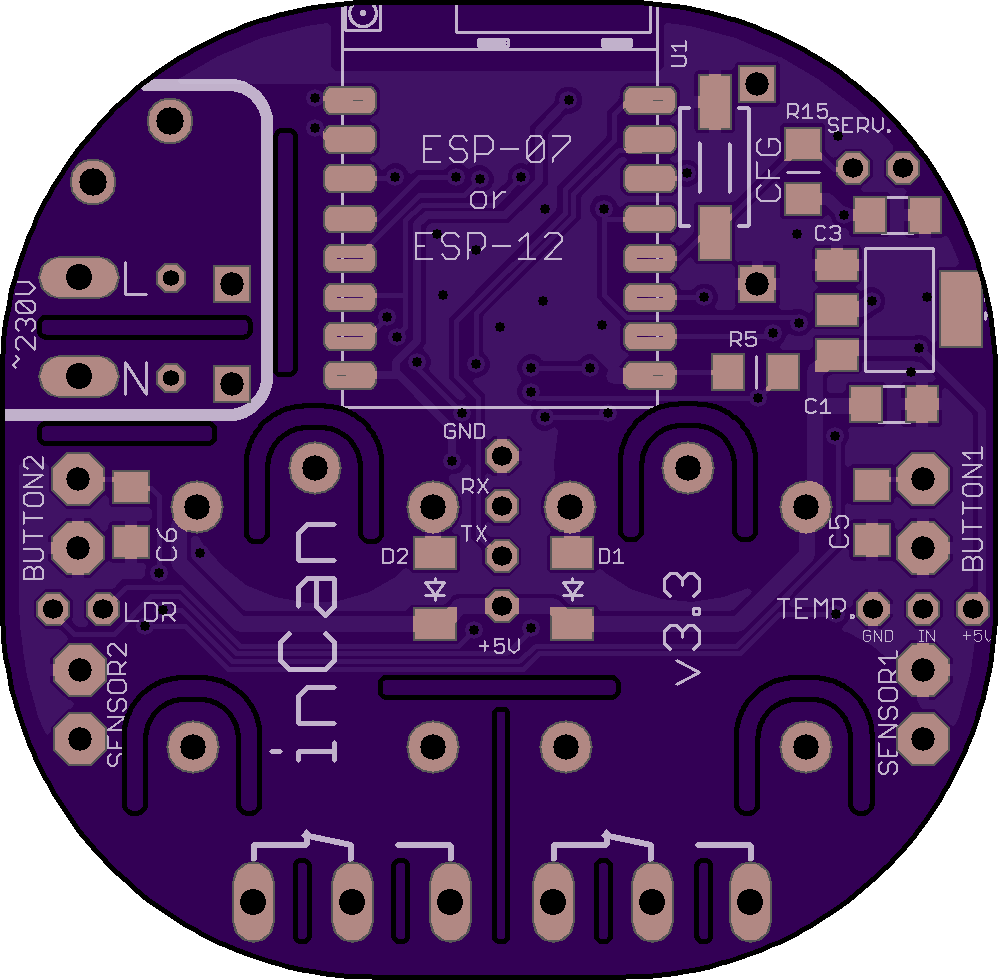 U1
ESP-07
or
ESP-12
R15
SERV.
CFG
C3
L
~230V
N
R5
C1
GND
RX
TX
+5V
BUTTON2
C6
D2
D1
C5
BUTTON1
LDR
TEMP.
GND
IN
+5V
inCan
v3.3
SENSOR2
SENSOR1